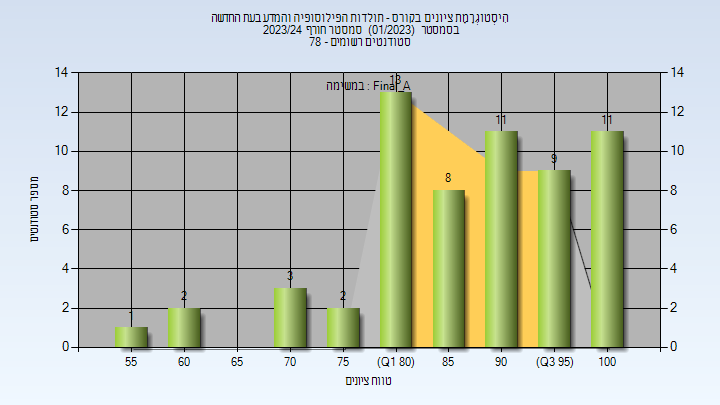 היסטוגרמת ציונים בקורס - תולדות הפילוסופיה והמדע בעת החדשה
בסמסטר (01/2023) סמסטר חורף 2023/24
סטודנטים רשומים - 78
במשימה : Final_A
מספר סטודנטים
14 14
12 12
10 10
8 8
6 6
4 4
2 2
0 0
1 2 3 2 13 8 11 9 11
55 60 65 70 75 (Q1 80) 85 90 (Q3 95) 100
טווח ציונים